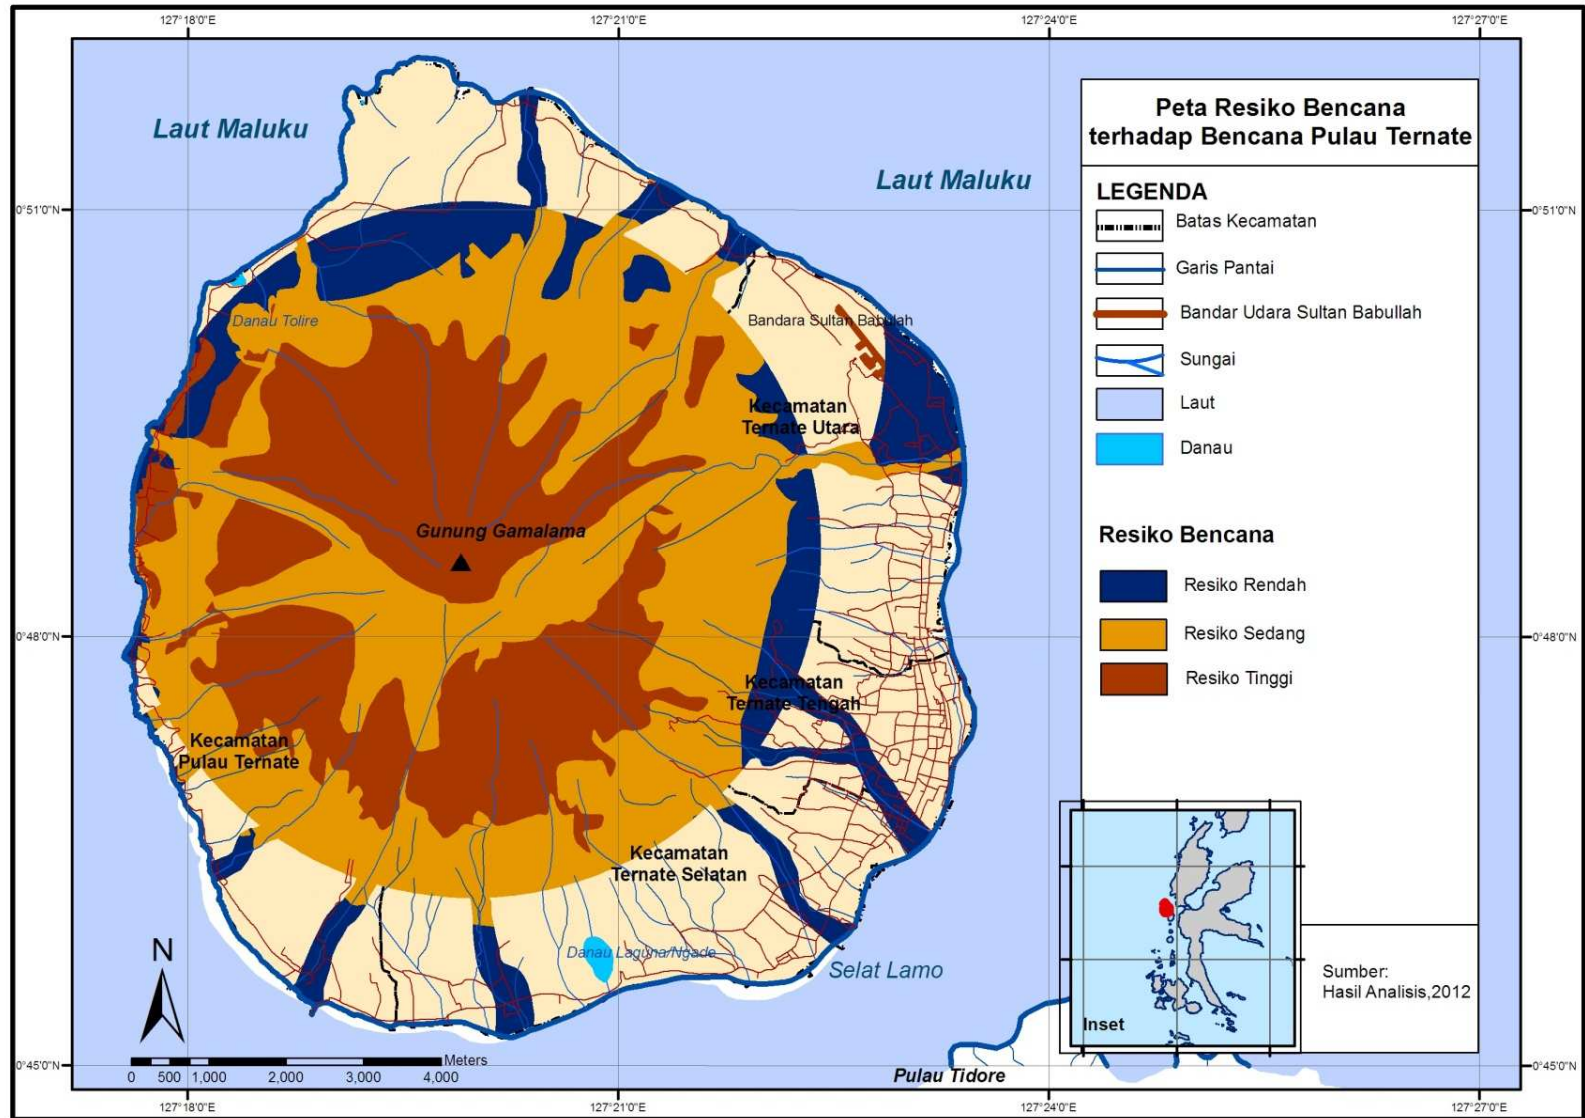 127°18'0"E
127°21'0"E
127°24'0"E
127°27'0"E
Laut Maluku
Laut Maluku
0°51'0"N
0°51'0"N
Danau Tolire
Bandara Sultan Babullah
Kecamatan
Ternate Utara
Gunung Gamalama
0°48'0"N
0°48'0"N
Kecamatan
Ternate Tengah
Kecamatan
Pulau Ternate
Kecamatan
Ternate Selatan
Danau Laguna/Ngade
Selat Lamo
N
Meters
0 500 1,000 2,000 3,000 4,000
0°45'0"N
0°45'0"N
Pulau Tidore
127°18'0"E
127°21'0"E
127°24'0"E
127°27'0"E
Peta Resiko Bencana
terhadap Bencana Pulau Ternate
LEGENDA
Batas Kecamatan
Garis Pantai
Bandar Udara Sultan Babullah
Sungai
Laut
Danau
Resiko Bencana
Resiko Rendah
Resiko Sedang
Resiko Tinggi
Inset
Sumber:
Hasil Analisis,2012